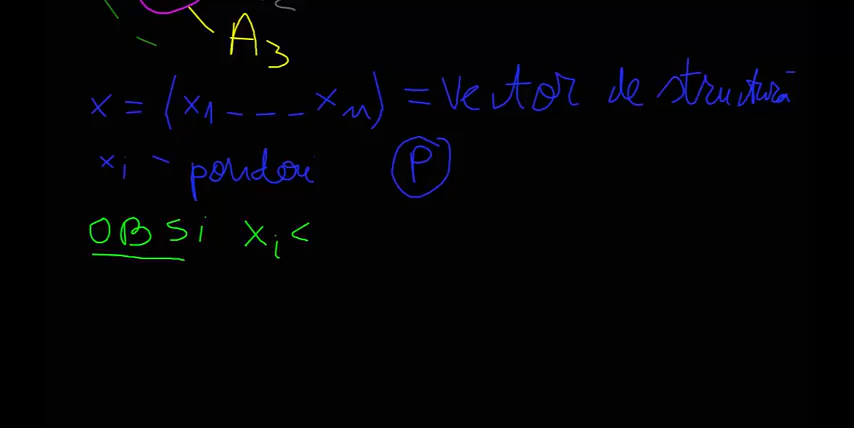 A3
x = (x1 --- xn) = Vector de structură
xi - ponderi P
OBS: xi <